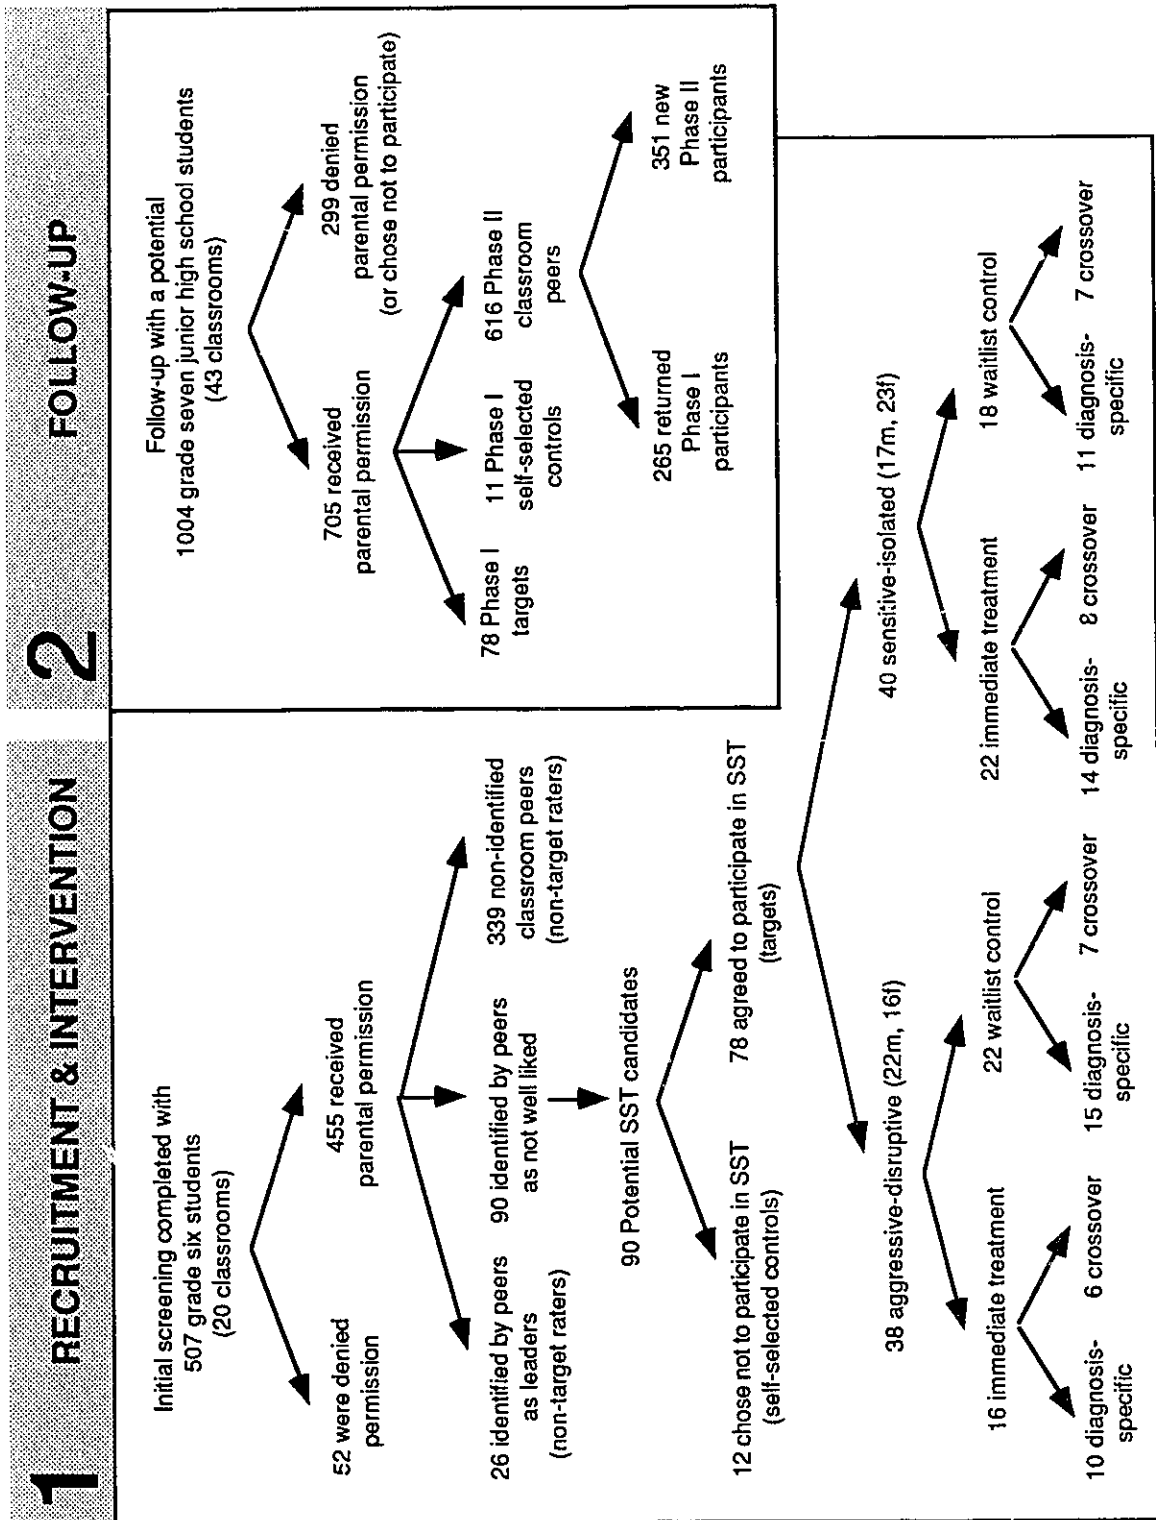 1 RECRUITMENT & INTERVENTION
Initial screening completed with
507 grade six students
(20 classrooms)
52 were denied
permission
455 received
parental permission
26 identified by peers
as leaders
(non-target raters)
90 identified by peers
as not well liked
339 non-identified
classroom peers
(non-target raters)
90 Potential SST candidates
12 chose not to participate in SST
(self-selected controls)
78 agreed to participate in SST
(targets)
38 aggressive-disruptive (22m, 16f)
40 sensitive-isolated (17m, 23f)
16 immediate treatment
22 waitlist control
22 immediate treatment
18 waitlist control
10 diagnosis-
specific
6 crossover
15 diagnosis-
specific
7 crossover
14 diagnosis-
specific
8 crossover
11 diagnosis-
specific
7 crossover
2 FOLLOW-UP
Follow-up with a potential
1004 grade seven junior high school students
(43 classrooms)
705 received
parental permission
299 denied
parental permission
(or chose not to participate)
78 Phase I
targets
11 Phase I
self-selected
controls
616 Phase II
classroom
peers
265 returned
Phase I
participants
351 new
Phase II
participants